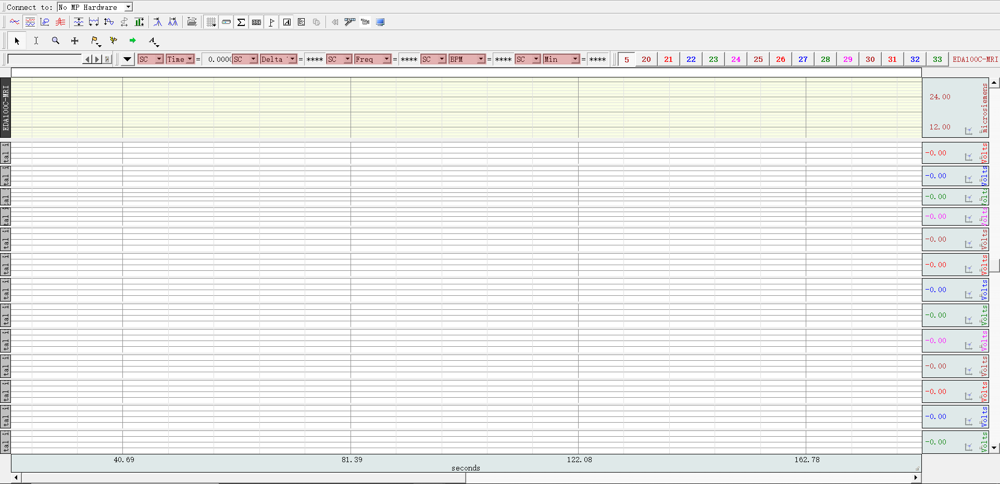 Connect to: No MP Hardware
SC Time = 0.000 SC Delta = **** SC Freq = **** SC BPM = **** SC Min = **** 5 20 21 22 23 24 25 26 27 28 29 30 31 32 33 EDA100C-MRI
EDA100C-MRI
24.00
12.00
microsiemens
tal i
-0.00 Volts
tal i
-0.00 Volts
tal i
-0.00 Volts
tal i
-0.00 Volts
tal i
-0.00 Volts
tal i
-0.00 Volts
tal i
-0.00 Volts
tal i
-0.00 Volts
tal i
-0.00 Volts
tal i
-0.00 Volts
tal i
-0.00 Volts
tal i
-0.00 Volts
tal i
-0.00 Volts
40.69 81.39 122.08 162.78
seconds